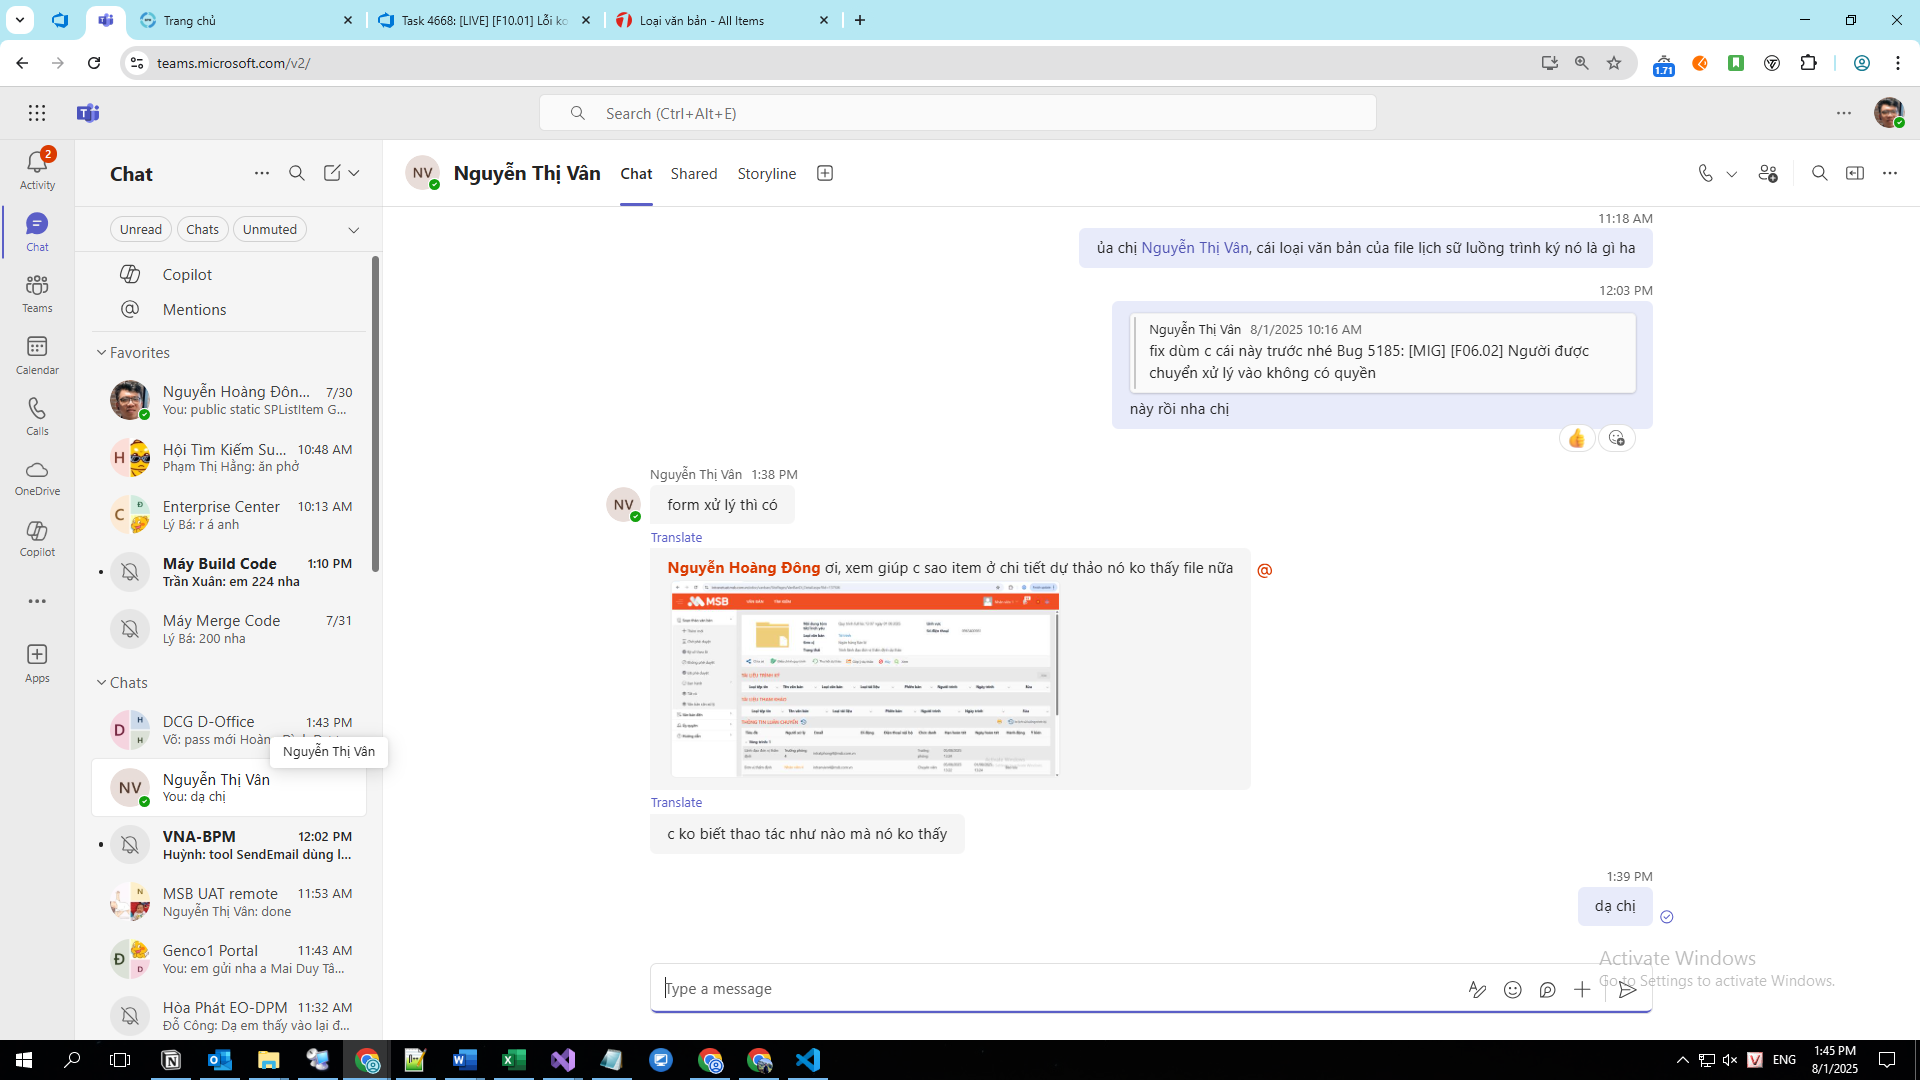 Trang chủ
Task 4668: [LIVE] [F10.01] Lỗi ko
Loại văn bản - All Items
teams.microsoft.com/v2/
1.71
Search (Ctrl+Alt+E)
2
Activity
Chat
Teams
Calendar
Calls
OneDrive
Copilot
Apps
Chat
Unread
Chats
Unmuted
Copilot
Mentions
Favorites
Nguyễn Hoàng Đôn... 7/30
You: public static SPListItem G...
H
Hội Tìm Kiếm Su... 10:48 AM
Phạm Thị Hằng: ăn phở
C Đ
Enterprise Center 10:13 AM
Lý Bá: r á anh
Máy Build Code 1:10 PM
Trần Xuân: em 224 nha
Máy Merge Code 7/31
Lý Bá: 200 nha
Chats
D H H
DCG D-Office 1:43 PM
Võ: pass mới Hoàn
Nguyễn Thị Vân
NV
Nguyễn Thị Vân
You: dạ chị
VNA-BPM 12:02 PM
Huỳnh: tool SendEmail dùng l...
N
MSB UAT remote 11:53 AM
Nguyễn Thị Vân: done
Đ D
Genco1 Portal 11:43 AM
You: em gửi nha a Mai Duy Tâ...
Hòa Phát EO-DPM 11:32 AM
Đỗ Công: Dạ em thấy vào lại đ...
NV
Nguyễn Thị Vân
Chat
Shared
Storyline
11:18 AM
ủa chị Nguyễn Thị Vân, cái loại văn bản của file lịch sữ luồng trình ký nó là gì ha
12:03 PM
Nguyễn Thị Vân 8/1/2025 10:16 AM
fix dùm c cái này trước nhé Bug 5185: [MIG] [F06.02] Người được
chuyển xử lý vào không có quyền
này rồi nha chị
Nguyễn Thị Vân 1:38 PM
NV
form xử lý thì có
Translate
Nguyễn Hoàng Đông ơi, xem giúp c sao item ở chi tiết dự thảo nó ko thấy file nữa
@
MSB
Translate
c ko biết thao tác như nào mà nó ko thấy
1:39 PM
dạ chị
Type a message
Activate Windows
Go to Settings to activate Windows.
V
ENG
1:45 PM
8/1/2025